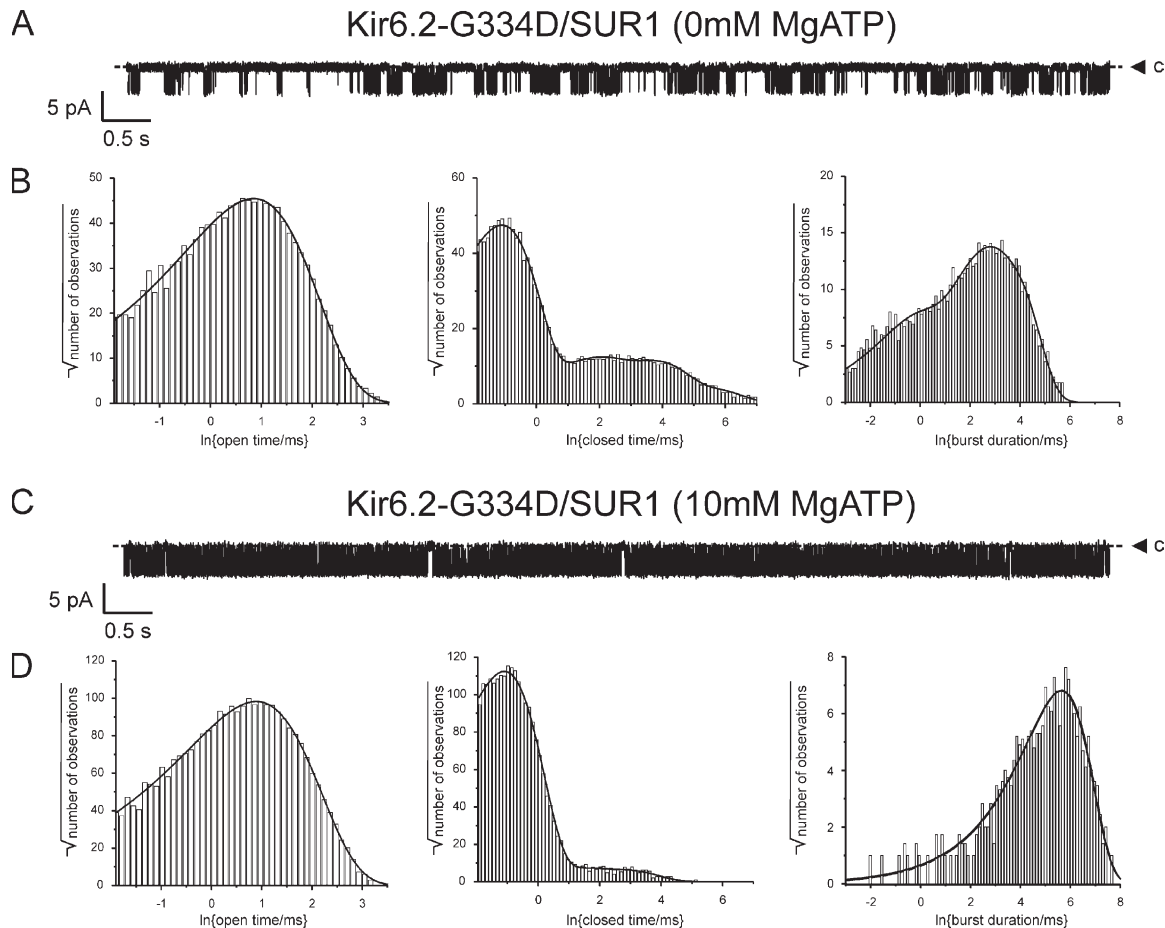 A
Kir6.2-G334D/SUR1 (0mM MgATP)
c
5 pA
0.5 s
B
50
40
30
20
10
0
√number of observations
-1 0 1 2 3
ln{open time/ms}
60
40
20
0
√number of observations
0 2 4 6
ln{closed time/ms}
20
15
10
5
0
√number of observations
-2 0 2 4 6 8
ln{burst duration/ms}
C
Kir6.2-G334D/SUR1 (10mM MgATP)
c
5 pA
0.5 s
D
120
100
80
60
40
20
0
√number of observations
-1 0 1 2 3
ln{open time/ms}
120
100
80
60
40
20
0
√number of observations
0 2 4 6
ln{closed time/ms}
8
6
4
2
0
√number of observations
-2 0 2 4 6 8
ln{burst duration/ms}